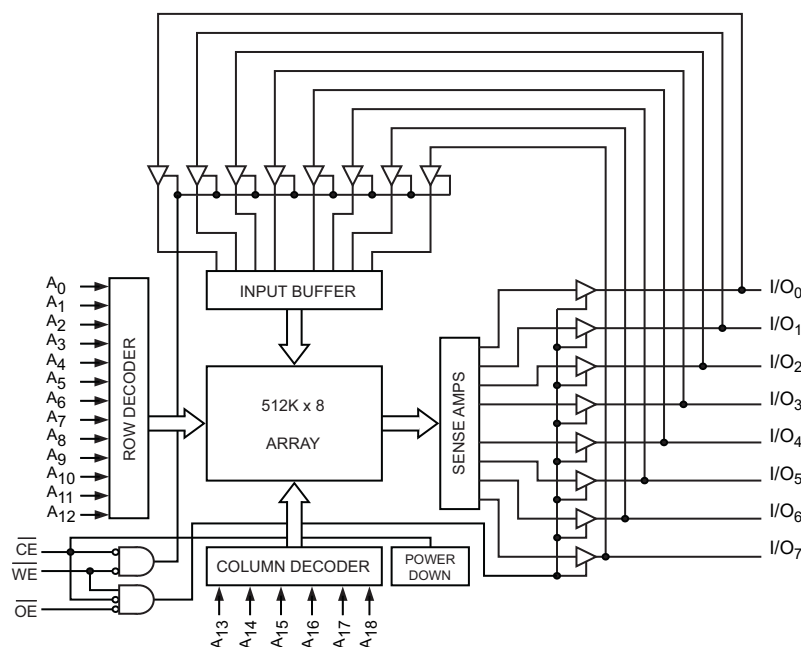 INPUT BUFFER
A0
A1
A2
A3
A4
A5
A6
A7
A8
A9
A10
A11
A12
ROW DECODER
512K x 8
ARRAY
SENSE AMPS
I/O0
I/O1
I/O2
I/O3
I/O4
I/O5
I/O6
I/O7
CE
WE
OE
COLUMN DECODER
POWER
DOWN
A13
A14
A15
A16
A17
A18